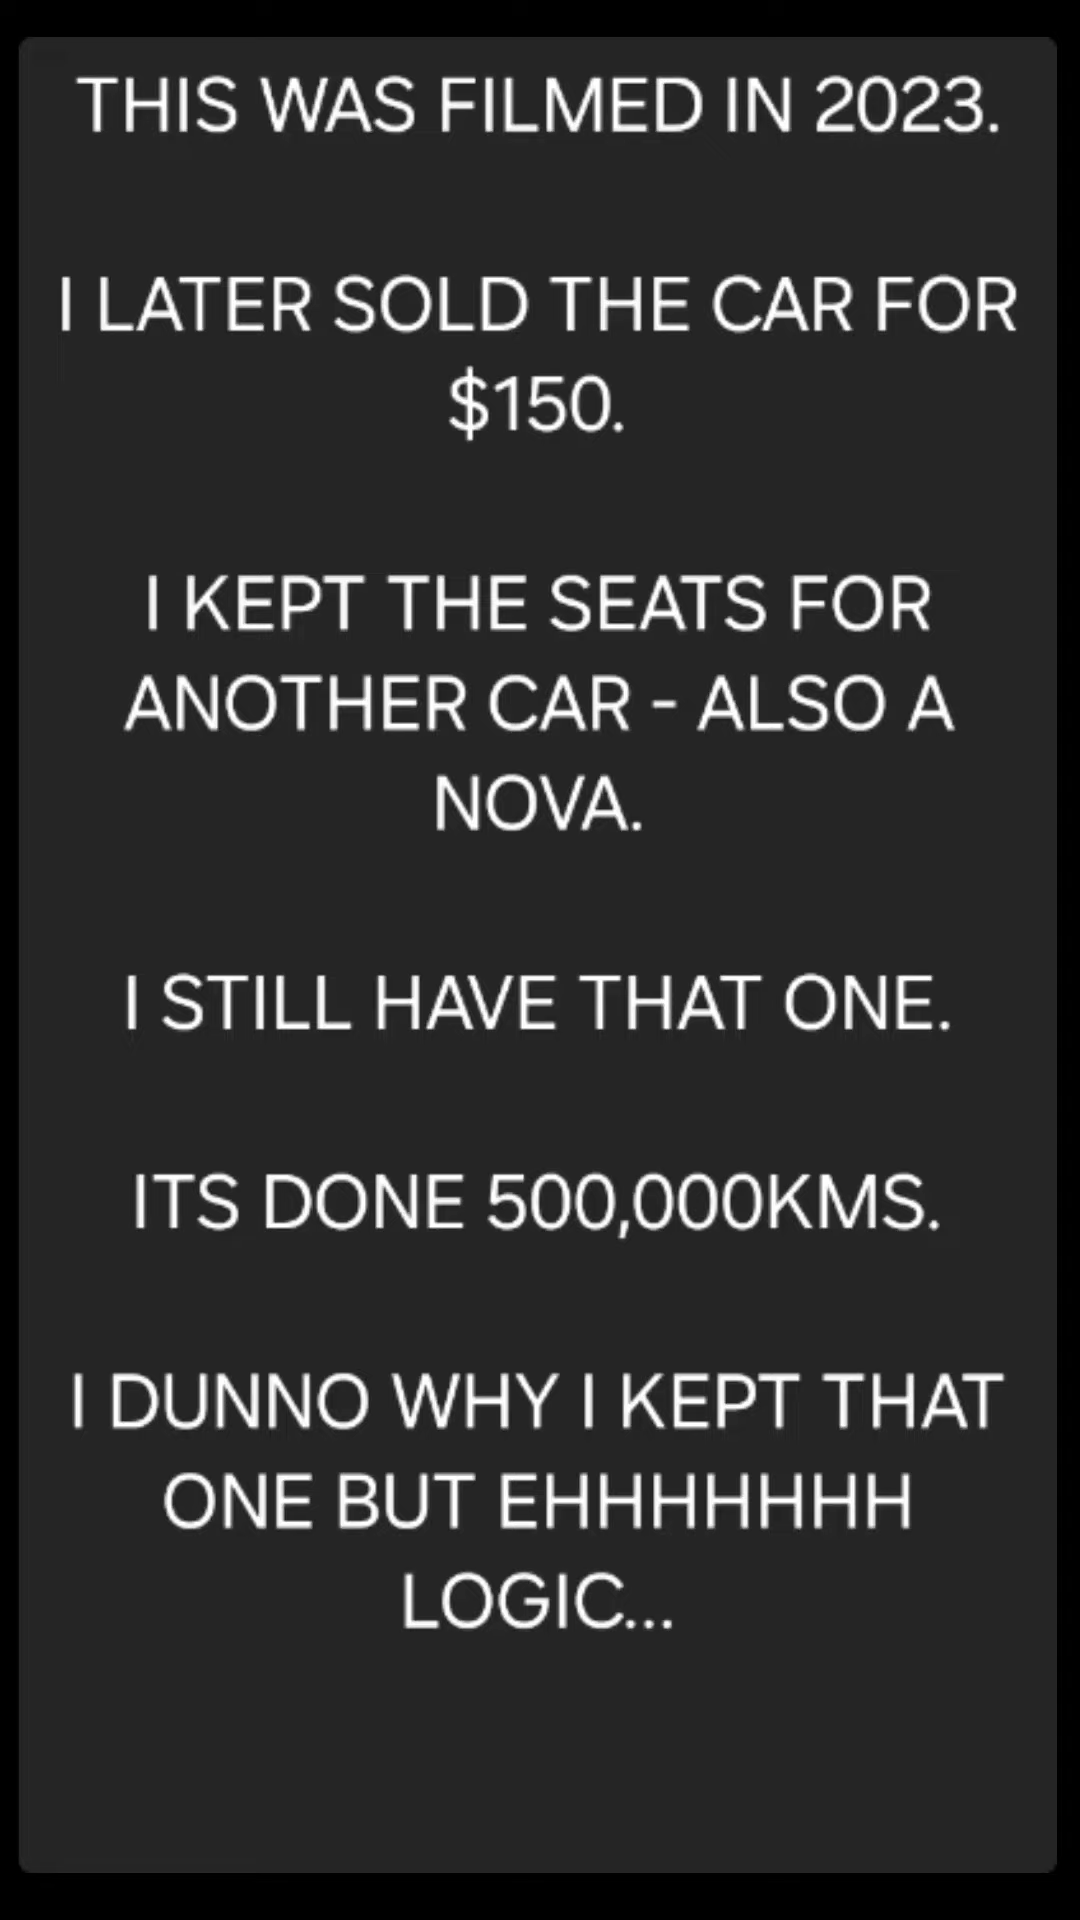 THIS WAS FILMED IN 2023.
I LATER SOLD THE CAR FOR
$150.
I KEPT THE SEATS FOR
ANOTHER CAR - ALSO A
NOVA.
I STILL HAVE THAT ONE.
ITS DONE 500,000KMS.
I DUNNO WHY I KEPT THAT
ONE BUT EHHHHHHH
LOGIC...